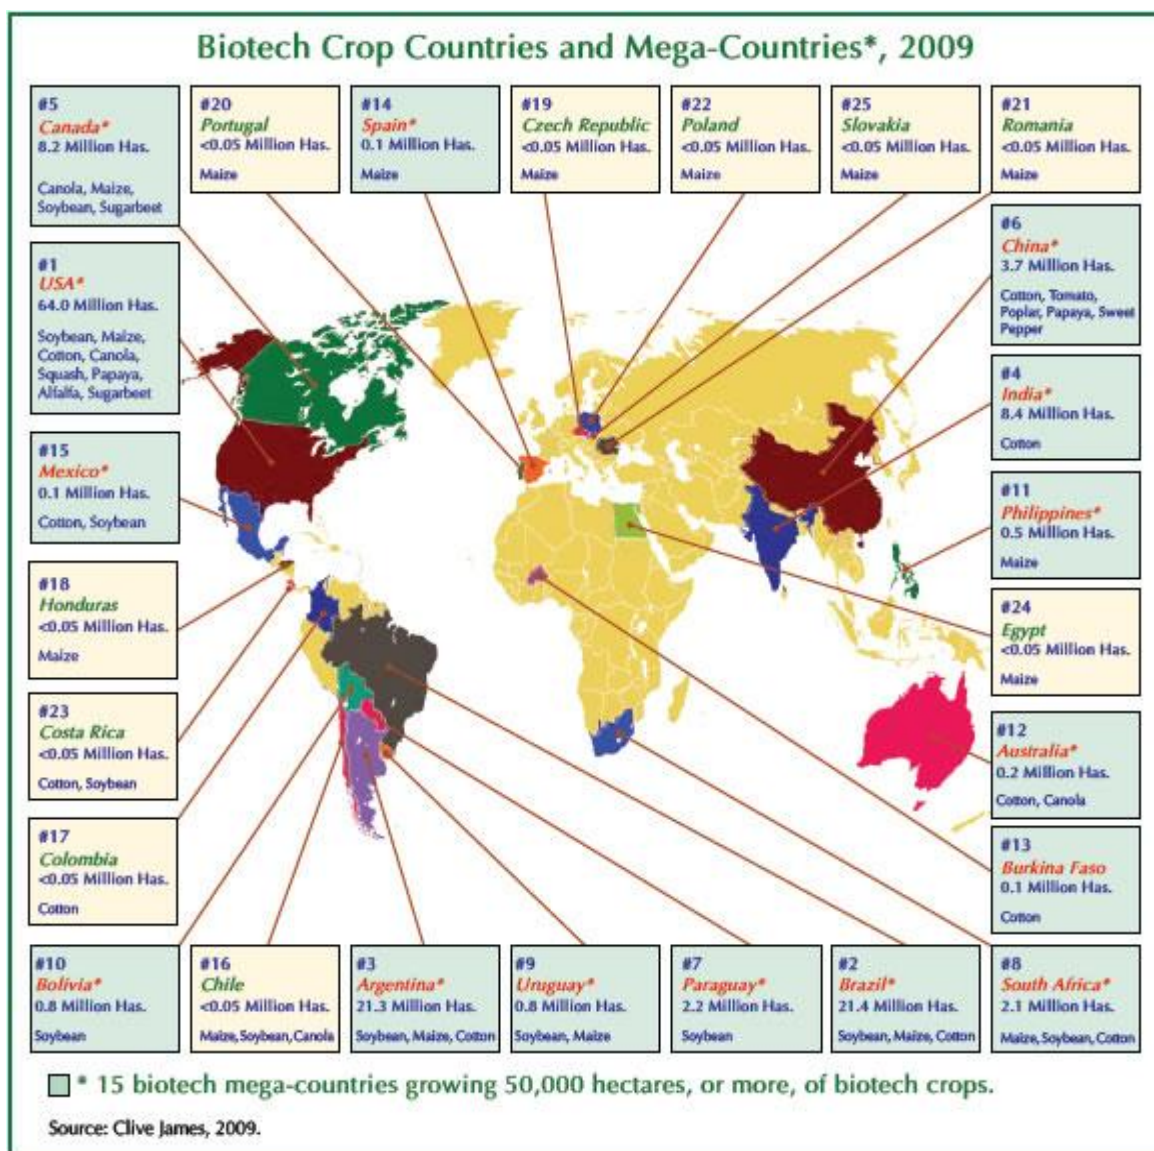 Biotech Crop Countries and Mega-Countries*, 2009
#5
Canada*
8.2 Million Has.
Canola, Maize,
Soybean, Sugarbeet
#20
Portugal
<0.05 Million Has.
Maize
#14
Spain*
0.1 Million Has.
Maize
#19
Czech Republic
<0.05 Million Has.
Maize
#22
Poland
<0.05 Million Has.
Maize
#25
Slovakia
<0.05 Million Has.
Maize
#21
Romania
<0.05 Million Has.
Maize
#1
USA*
64.0 Million Has.
Soybean, Maize,
Cotton, Canola,
Squash, Papaya,
Alfalfa, Sugarbeet
#15
Mexico*
0.1 Million Has.
Cotton, Soybean
#18
Honduras
<0.05 Million Has.
Maize
#23
Costa Rica
<0.05 Million Has.
Cotton, Soybean
#17
Colombia
<0.05 Million Has.
Cotton
#6
China*
3.7 Million Has.
Cotton, Tomato,
Poplar, Papaya, Sweet
Pepper
#4
India*
8.4 Million Has.
Cotton
#11
Philippines*
0.5 Million Has.
Maize
#24
Egypt
<0.05 Million Has.
Maize
#12
Australia*
0.2 Million Has.
Cotton, Canola
#13
Burkina Faso
0.1 Million Has.
Cotton
#10
Bolivia*
0.8 Million Has.
Soybean
#16
Chile
<0.05 Million Has.
Maize, Soybean, Canola
#3
Argentina*
21.3 Million Has.
Soybean, Maize, Cotton
#9
Uruguay*
0.8 Million Has.
Soybean, Maize
#7
Paraguay*
2.2 Million Has.
Soybean
#2
Brazil*
21.4 Million Has.
Soybean, Maize, Cotton
#8
South Africa*
2.1 Million Has.
Maize, Soybean, Cotton
* 15 biotech mega-countries growing 50,000 hectares, or more, of biotech crops.
Source: Clive James, 2009.